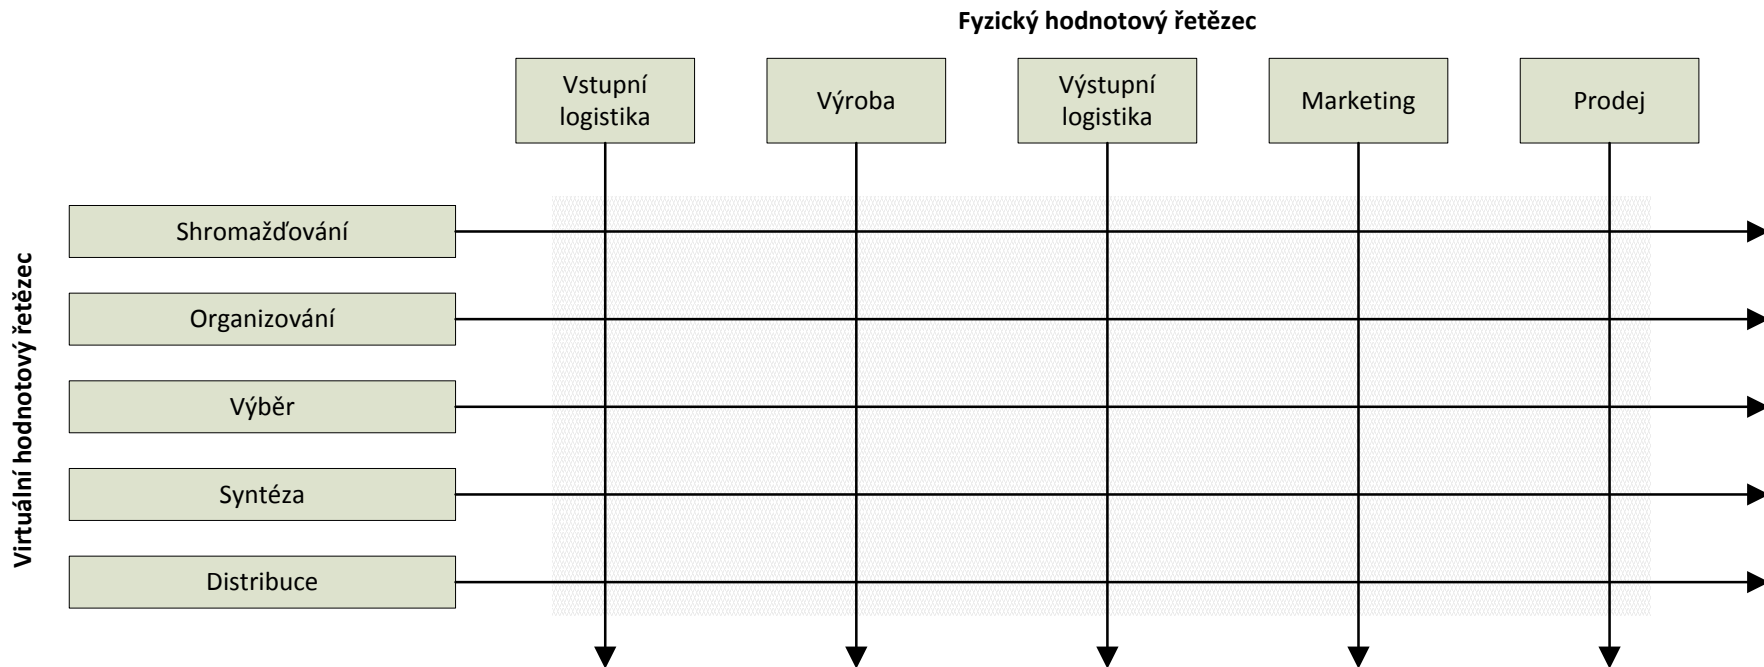 Fyzický hodnotový řetězec
Vstupní
logistika
Výroba
Výstupní
logistika
Marketing
Prodej
Virtuální hodnotový řetězec
Shromažďování
Organizování
Výběr
Syntéza
Distribuce